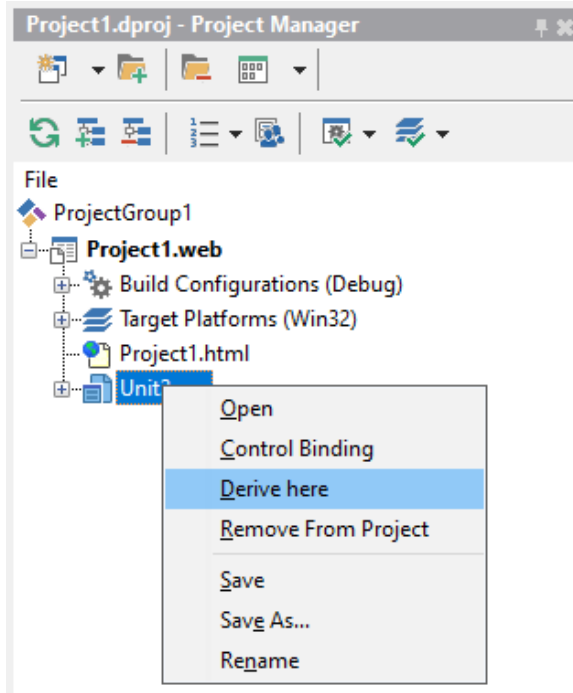 Project1.dproj - Project Manager
File
ProjectGroup1
Project1.web
Build Configurations (Debug)
Target Platforms (Win32)
Project1.html
Open
Control Binding
Derive here
Remove From Project
Save
Save As...
Rename